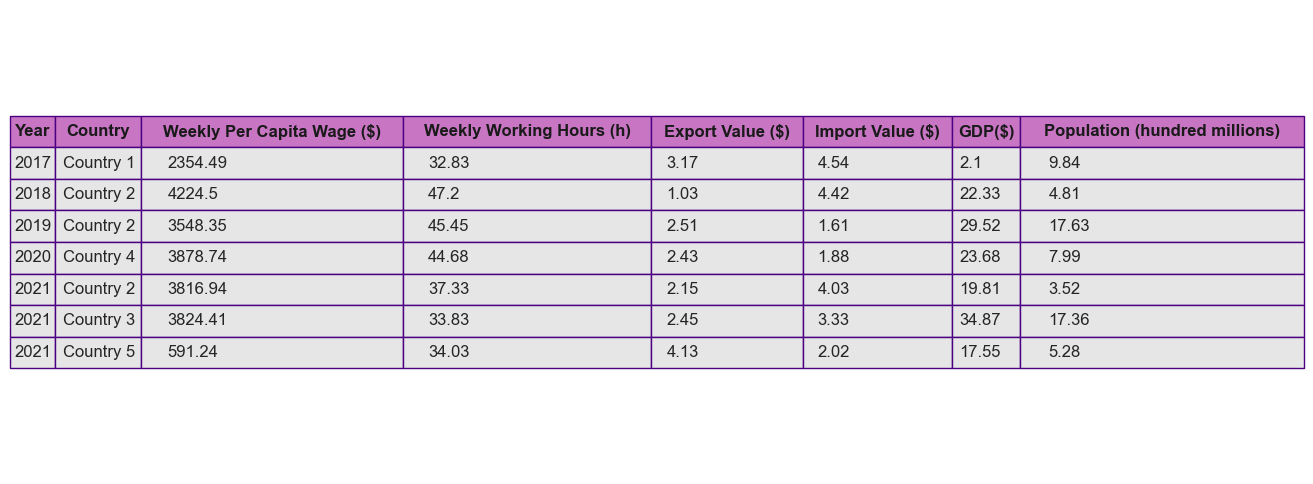 Year Country Weekly Per Capita Wage ($) Weekly Working Hours (h) Export Value ($) Import Value ($) GDP($) Population (hundred millions)
2017 Country 1 2354.49 32.83 3.17 4.54 2.1 9.84
2018 Country 2 4224.5 47.2 1.03 4.42 22.33 4.81
2019 Country 2 3548.35 45.45 2.51 1.61 29.52 17.63
2020 Country 4 3878.74 44.68 2.43 1.88 23.68 7.99
2021 Country 2 3816.94 37.33 2.15 4.03 19.81 3.52
2021 Country 3 3824.41 33.83 2.45 3.33 34.87 17.36
2021 Country 5 591.24 34.03 4.13 2.02 17.55 5.28